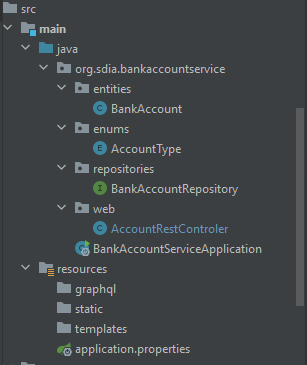 src
main
java
org.sdia.bankaccountservice
entities
BankAccount
enums
AccountType
repositories
BankAccountRepository
web
AccountRestControler
BankAccountServiceApplication
resources
graphql
static
templates
application.properties